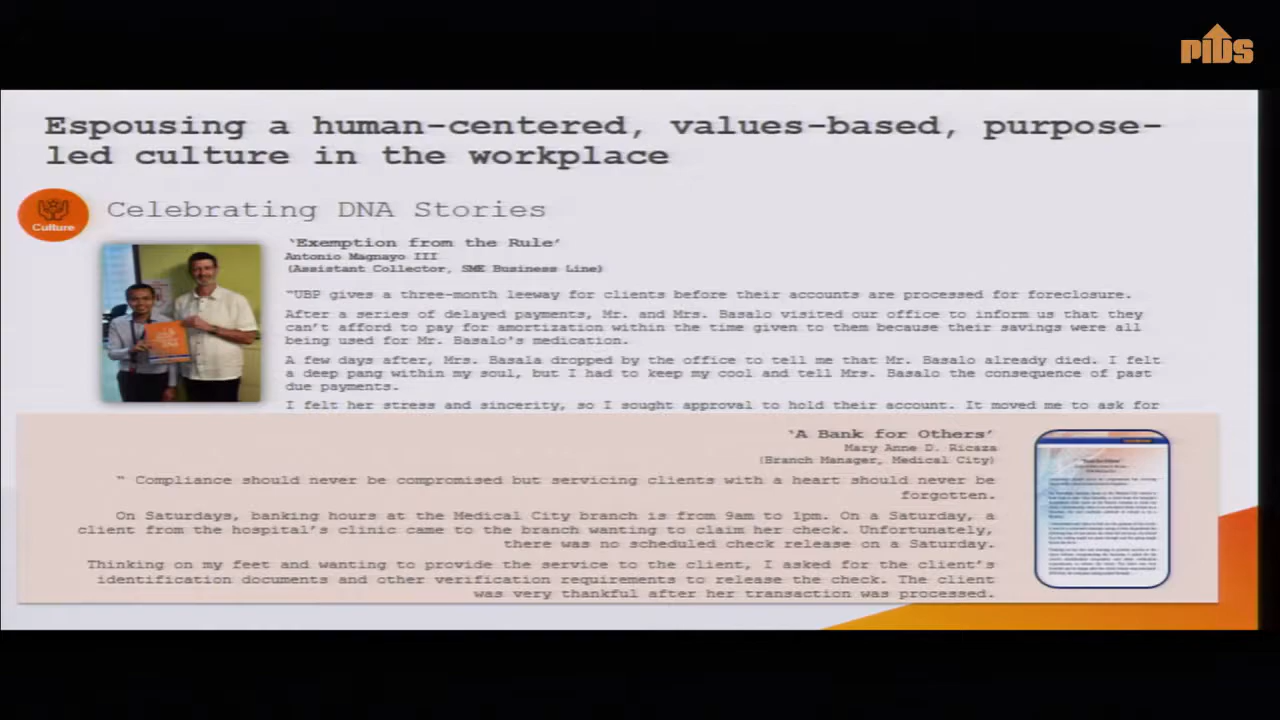 PIDS
Espousing a human-centered, values-based, purpose-
led culture in the workplace
Culture
Celebrating DNA Stories
'Exemption from the Rule'
Antonio Magnayo III
(Assistant Collector, SME Business Line)
"UBP gives a three-month leeway for clients before their accounts are processed for foreclosure.
After a series of delayed payments, Mr. and Mrs. Basalo visited our office to inform us that they
can't afford to pay for amortization within the time given to them because their savings were all
being used for Mr. Basalo's medication.
A few days after, Mrs. Basala dropped by the office to tell me that Mr. Basalo already died. I felt
a deep pang within my soul, but I had to keep my cool and tell Mrs. Basalo the consequence of past
due payments.
I felt her stress and sincerity, so I sought approval to hold their account. It moved me to ask for
'A Bank for Others'
Mary Anne D. Ricaza
(Branch Manager, Medical City)
" Compliance should never be compromised but servicing clients with a heart should never be
forgotten.
On Saturdays, banking hours at the Medical City branch is from 9am to 1pm. On a Saturday, a
client from the hospital's clinic came to the branch wanting to claim her check. Unfortunately,
there was no scheduled check release on a Saturday.
Thinking on my feet and wanting to provide the service to the client, I asked for the client's
identification documents and other verification requirements to release the check. The client
was very thankful after her transaction was processed.